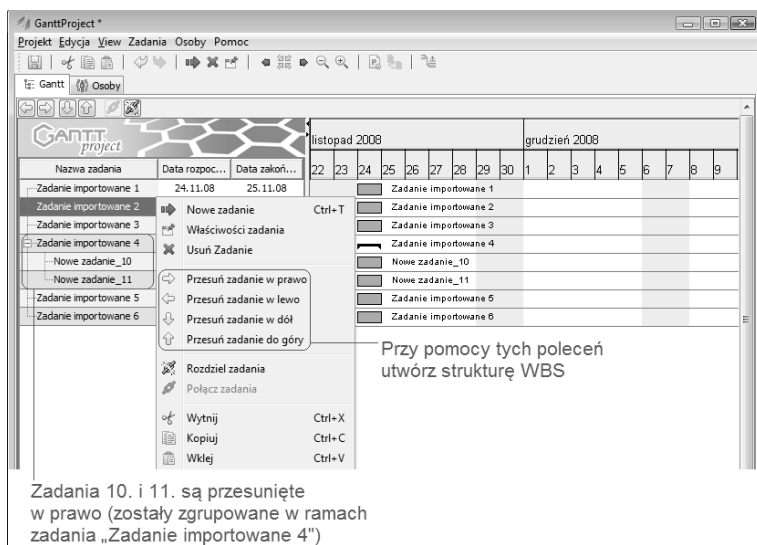 GanttProject *
Projekt Edycja View Zadania Osoby Pomoc
Gantt Osoby
GANTT project
listopad 2008 grudzień 2008
Nazwa zadania Data rozpoc... Data zakoń... 22 23 24 25 26 27 28 29 30 1 2 3 4 5 6 7 8 9
Zadanie importowane 1 24.11.08 25.11.08 Zadanie importowane 1
Zadanie importowane 2 Nowe zadanie Ctrl+T Zadanie importowane 2
Zadanie importowane 3 Właściwości zadania Zadanie importowane 3
Zadanie importowane 4 Usuń Zadanie Zadanie importowane 4
Nowe zadanie_10 Nowe zadanie_10
Nowe zadanie_11 Przesuń zadanie w prawo Nowe zadanie_11
Zadanie importowane 5 Przesuń zadanie w lewo Zadanie importowane 5
Zadanie importowane 6 Przesuń zadanie w dół Zadanie importowane 6
Przesuń zadanie do góry
Przy pomocy tych poleceń
utwórz strukturę WBS
Rozdziel zadania
Połącz zadania
Wytnij Ctrl+X
Kopiuj Ctrl+C
Wklej Ctrl+V
Zadania 10. i 11. są przesunięte
w prawo (zostały zgrupowane w ramach
zadania „Zadanie importowane 4")